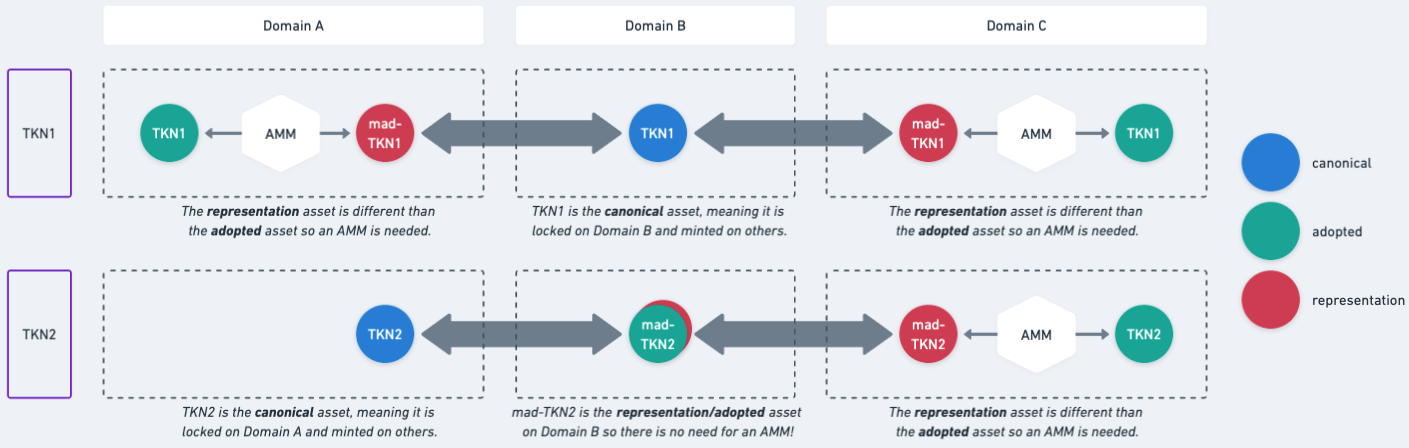 Domain A
Domain B
Domain C
TKN1
TKN1
AMM
mad-
TKN1
TKN1
mad-
TKN1
AMM
TKN1
The representation asset is different than
the adopted asset so an AMM is needed.
TKN1 is the canonical asset, meaning it is
locked on Domain B and minted on others.
The representation asset is different than
the adopted asset so an AMM is needed.
TKN2
TKN2
mad-
TKN2
mad-
TKN2
AMM
TKN2
TKN2 is the canonical asset, meaning it is
locked on Domain A and minted on others.
mad-TKN2 is the representation/adopted asset
on Domain B so there is no need for an AMM!
The representation asset is different than
the adopted asset so an AMM is needed.
canonical
adopted
representation